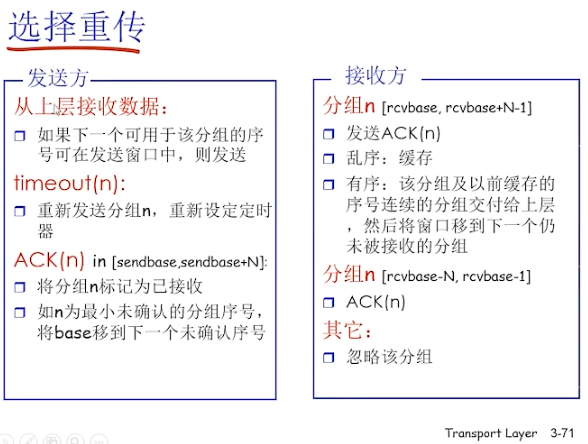 选择重传
发送方
从上层接收数据：
❒ 如果下一个可用于该分组的序
号可在发送窗口中，则发送
timeout(n):
❒ 重新发送分组n，重新设定定时
器
ACK(n) in [sendbase,sendbase+N]:
❒ 将分组n标记为已接收
❒ 如n为最小未确认的分组序号，
将base移到下一个未确认序号
接收方
分组n [rcvbase, rcvbase+N-1]
❒ 发送ACK(n)
❒ 乱序：缓存
❒ 有序：该分组及以前缓存的
序号连续的分组交付给上层
，然后将窗口移到下一个仍
未被接收的分组
分组n [rcvbase-N, rcvbase-1]
❒ ACK(n)
其它：
❒ 忽略该分组
Transport Layer 3-71